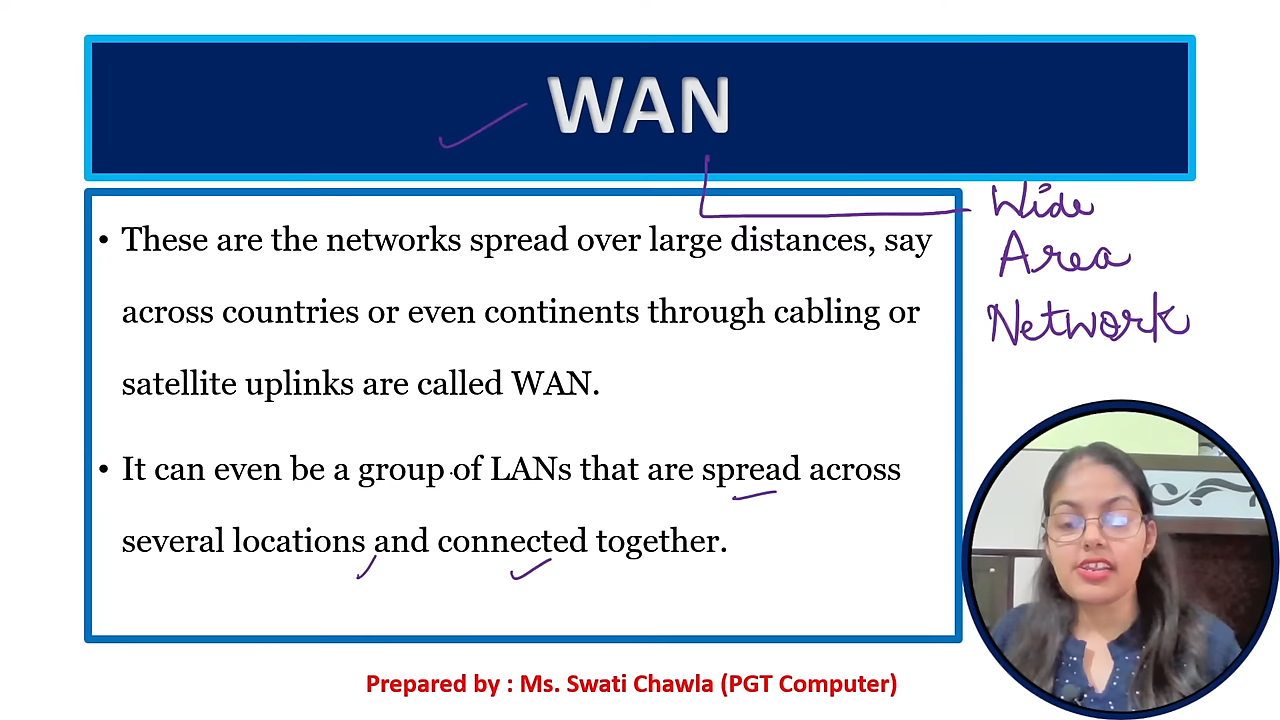 WAN
Wide
Area
Network
• These are the networks spread over large distances, say
across countries or even continents through cabling or
satellite uplinks are called WAN.
• It can even be a group of LANs that are spread across
several locations and connected together.
Prepared by : Ms. Swati Chawla (PGT Computer)